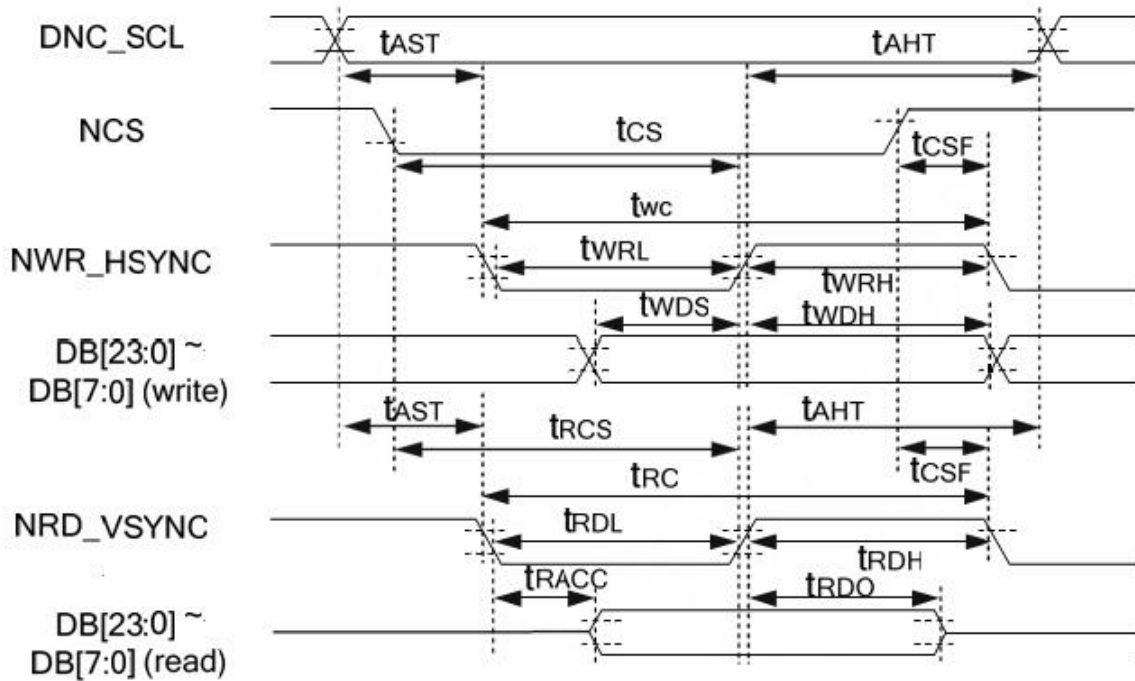 DNC_SCL
tAST
tAHT
NCS
tCS
tCSF
twc
NWR_HSYNC
tWRL
tWRH
tWDS
tWDH
DB[23:0] ~
DB[7:0] (write)
tAST
tRCS
tAHT
tCSF
tRC
NRD_VSYNC
tRDL
tRDH
tRACC
tRDO
DB[23:0] ~
DB[7:0] (read)